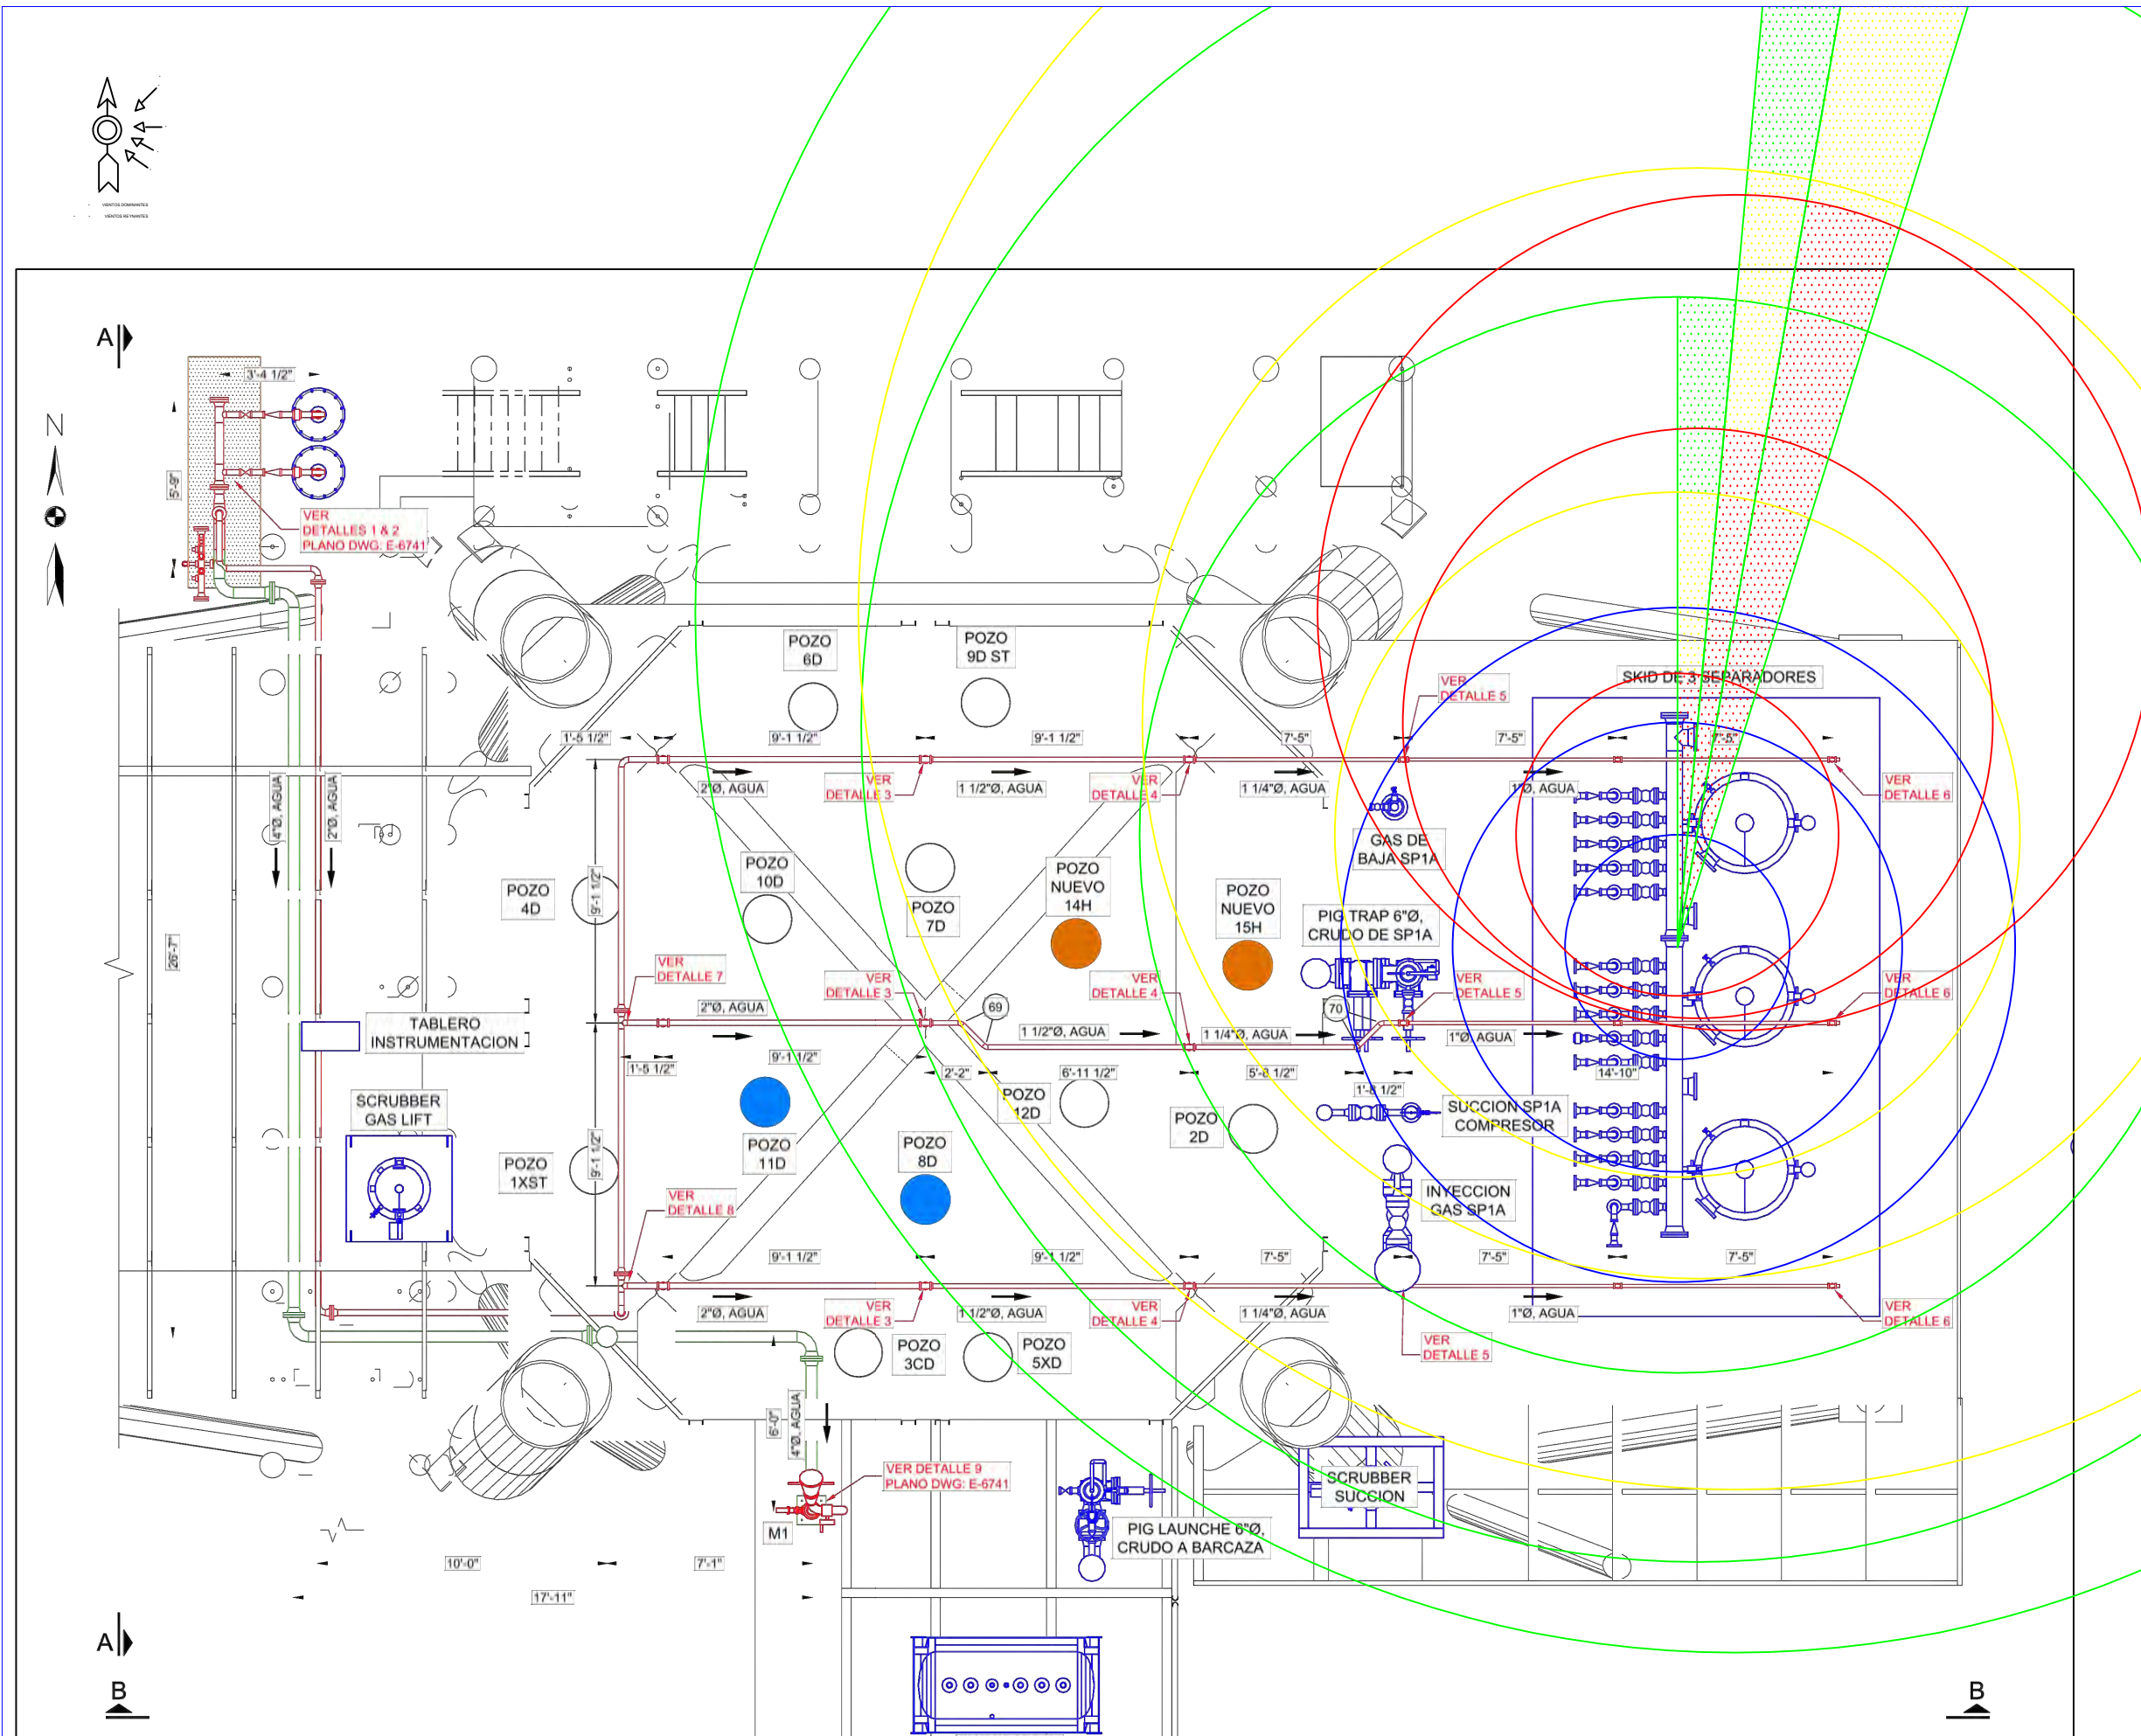 VIENTOS DOMINANTES
VIENTOS REYNANTES
A
N
3'-4 1/2"
5'-9"
VER
DETALLES 1 & 2
PLANO DWG: E-6741
POZO
6D
POZO
9D ST
SKID DE 3 SEPARADORES
VER
DETALLE 5
1'-5 1/2"
9'-1 1/2"
9'-1 1/2"
7'-5"
7'-5"
7'-5"
4"Ø, AGUA
2"Ø, AGUA
2"Ø, AGUA
VER
DETALLE 3
1 1/2"Ø, AGUA
VER
DETALLE 4
1 1/4"Ø, AGUA
1"Ø, AGUA
VER
DETALLE 6
GAS DE
BAJA SP1A
POZO
4D
9'-1 1/2"
POZO
10D
POZO
7D
POZO
NUEVO
14H
POZO
NUEVO
15H
PIG TRAP 6"Ø,
CRUDO DE SP1A
26'-7"
VER
DETALLE 7
VER
DETALLE 3
VER
DETALLE 4
VER
DETALLE 5
VER
DETALLE 6
2"Ø, AGUA
69
70
TABLERO
INSTRUMENTACION
1 1/2"Ø, AGUA
1 1/4"Ø, AGUA
1"Ø, AGUA
1'-5 1/2"
9'-1 1/2"
2'-2"
6'-11 1/2"
5'-8 1/2"
1'-8 1/2"
14'-10"
SCRUBBER
GAS LIFT
POZO
12D
POZO
2D
SUCCION SP1A
COMPRESOR
POZO
1XST
9'-1 1/2"
POZO
11D
POZO
8D
INYECCION
GAS SP1A
VER
DETALLE 8
9'-1 1/2"
9'-1 1/2"
7'-5"
7'-5"
7'-5"
2"Ø, AGUA
VER
DETALLE 3
1 1/2"Ø, AGUA
VER
DETALLE 4
1 1/4"Ø, AGUA
1"Ø, AGUA
VER
DETALLE 6
POZO
3CD
POZO
5XD
VER
DETALLE 5
6'-0"
4"Ø, AGUA
VER DETALLE 9
PLANO DWG: E-6741
M1
SCRUBBER
SUCCION
PIG LAUNCHE 6"Ø,
CRUDO A BARCAZA
10'-0"
7'-1"
17'-11"
A
B
B